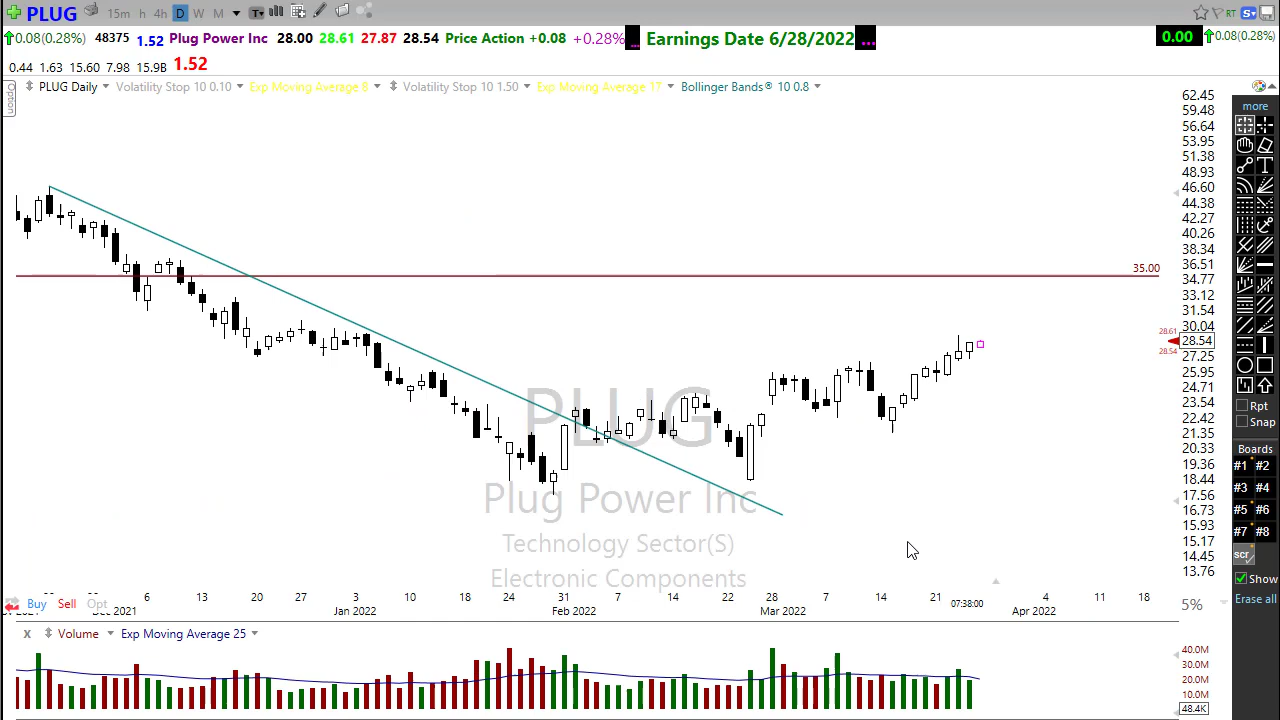 PLUG 15m h 4h D W M T
RT S
0.08(0.28%) 48375 1.52 Plug Power Inc 28.00 28.61 27.87 28.54 Price Action +0.08 +0.28% ... Earnings Date 6/28/2022 ... 0.00 0.08(0.28%)
0.44 1.63 15.60 7.98 15.9B 1.52
Option
PLUG Daily Volatility Stop 10 0.10 Exp Moving Average 8 Volatility Stop 10 1.50 Exp Moving Average 17 Bollinger Bands® 10 0.8
62.45
59.48
56.64
53.95
51.38
48.93
46.60
44.38
42.27
40.26
38.34
36.51
34.77
33.12
31.54
30.04
28.54
27.25
25.95
24.71
23.54
22.42
21.35
20.33
19.36
18.44
17.56
16.73
15.93
15.17
14.45
13.76
35.00
28.61
28.54
PLUG
Plug Power Inc
Technology Sector(S)
Electronic Components
more
T
Rpt
Snap
Boards
#1 #2
#3 #4
#5 #6
#7 #8
scr
Show
Erase all
6 13 20 27 3 10 18 24 31 7 14 22 28 7 14 21 07:38:00 4 11 18
Buy Sell Opt
Dec 2021 Jan 2022 Feb 2022 Mar 2022 Apr 2022
5%
X Volume Exp Moving Average 25
40.0M
30.0M
20.0M
10.0M
48.4K